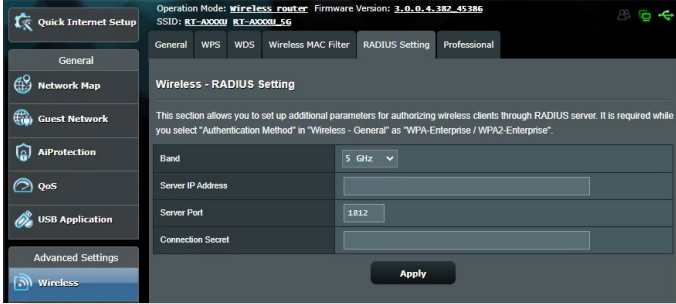 Quick Internet Setup
General
Network Map
Guest Network
AiProtection
QoS
USB Application
Advanced Settings
Wireless
Operation Mode: Wireless router Firmware Version: 3.0.0.4.382_45386
SSID: RT-AXXXU RT-AXXXU_5G
General WPS WDS Wireless MAC Filter RADIUS Setting Professional
Wireless - RADIUS Setting
This section allows you to set up additional parameters for authorizing wireless clients through RADIUS server. It is required while
you select "Authentication Method" in "Wireless - General" as "WPA-Enterprise / WPA2-Enterprise".
Band 5 GHz
Server IP Address
Server Port 1812
Connection Secret
Apply